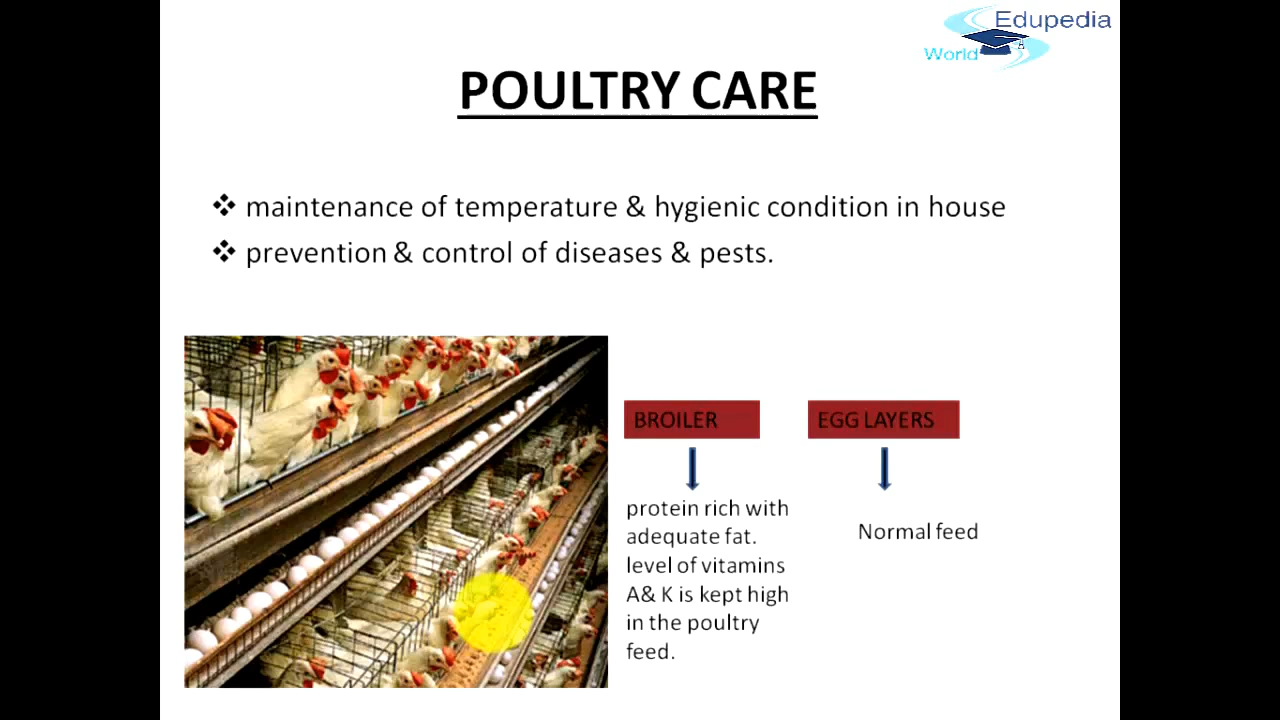 Edupedia
World
POULTRY CARE
❖ maintenance of temperature & hygienic condition in house
❖ prevention & control of diseases & pests.
BROILER
EGG LAYERS
protein rich with
adequate fat.
level of vitamins
A& K is kept high
in the poultry
feed.
Normal feed